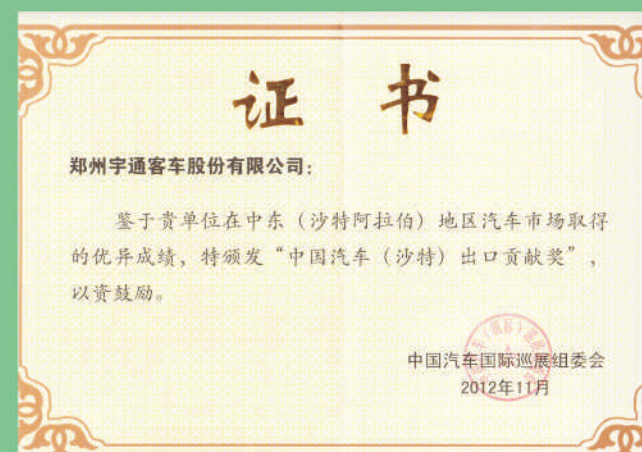 证 书
郑州宇通客车股份有限公司：
鉴于贵单位在中东（沙特阿拉伯）地区汽车市场取得
的优异成绩，特颁发“中国汽车（沙特）出口贡献奖”，
以资鼓励。
中国汽车国际巡展组委会
2012年11月